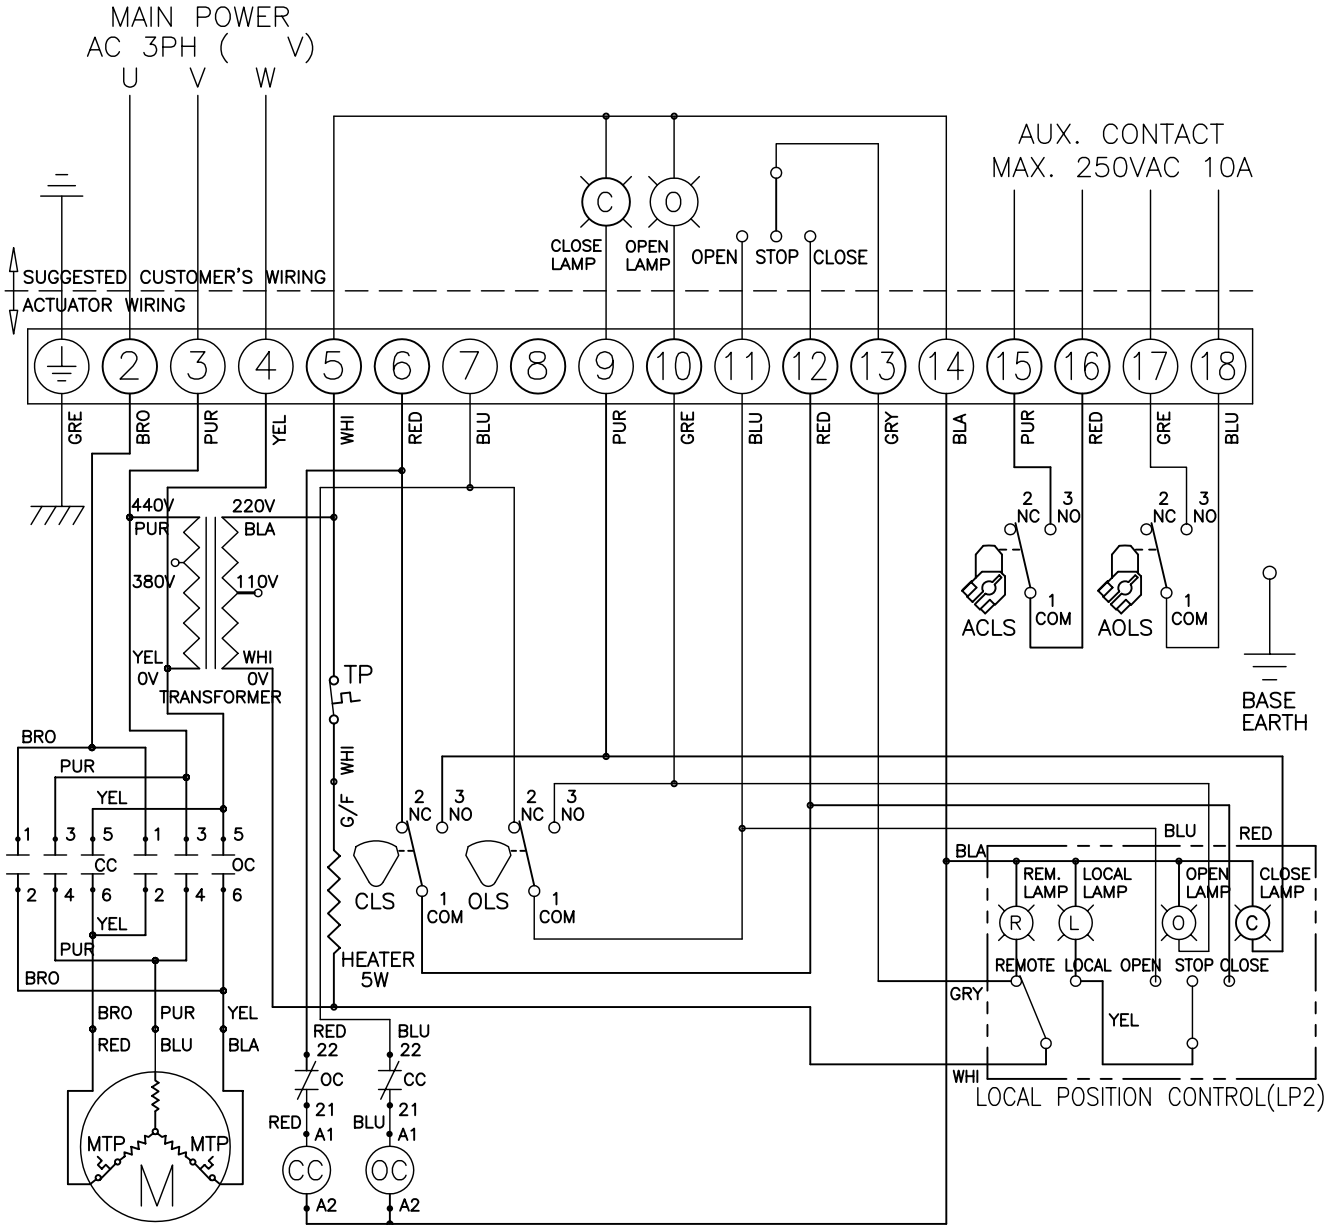 MAIN POWER
AC 3PH ( V)
U V W
AUX. CONTACT
MAX. 250VAC 10A
C O
CLOSE LAMP
OPEN LAMP
OPEN STOP CLOSE
SUGGESTED CUSTOMER'S WIRING
ACTUATOR WIRING
2 3 4 5 6 7 8 9 10 11 12 13 14 15 16 17 18
GRE BRO PUR YEL WHI RED BLU PUR GRE BLU RED GRY BLA PUR RED GRE BLU
440V 220V
PUR BLA
380V 110V
YEL WHI
0V 0V
TRANSFORMER
2 NC 3 NO
1 COM
ACLS
2 NC 3 NO
1 COM
AOLS
BASE
EARTH
TP
WHI
G/F
BRO
PUR
YEL
1 3 5 1 3 5
CC OC
2 4 6 2 4 6
YEL
PUR
BRO
BRO PUR YEL
RED BLU BLA
MTP MTP
M
2 NC 3 NO
1 COM
CLS
2 NC 3 NO
1 COM
OLS
HEATER
5W
RED BLU
22 22
OC CC
21 21
RED BLU
A1 A1
CC OC
A2 A2
BLU RED
BLA
REM. LAMP
LOCAL LAMP
OPEN LAMP
CLOSE LAMP
R L O C
REMOTE LOCAL OPEN STOP CLOSE
GRY
YEL
WHI
LOCAL POSITION CONTROL(LP2)